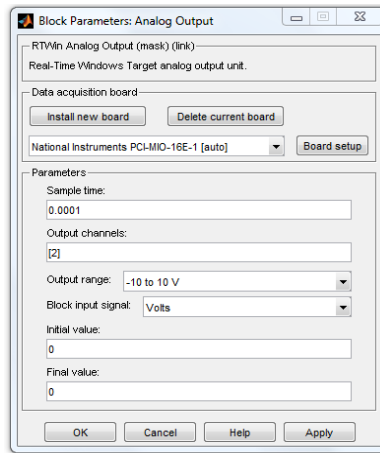 Block Parameters: Analog Output
RTWin Analog Output (mask) (link)
Real-Time Windows Target analog output unit.
Data acquisition board
Install new board Delete current board
National Instruments PCI-MIO-16E-1 [auto] Board setup
Parameters
Sample time:
0.0001
Output channels:
[2]
Output range: -10 to 10 V
Block input signal: Volts
Initial value:
0
Final value:
0
OK Cancel Help Apply